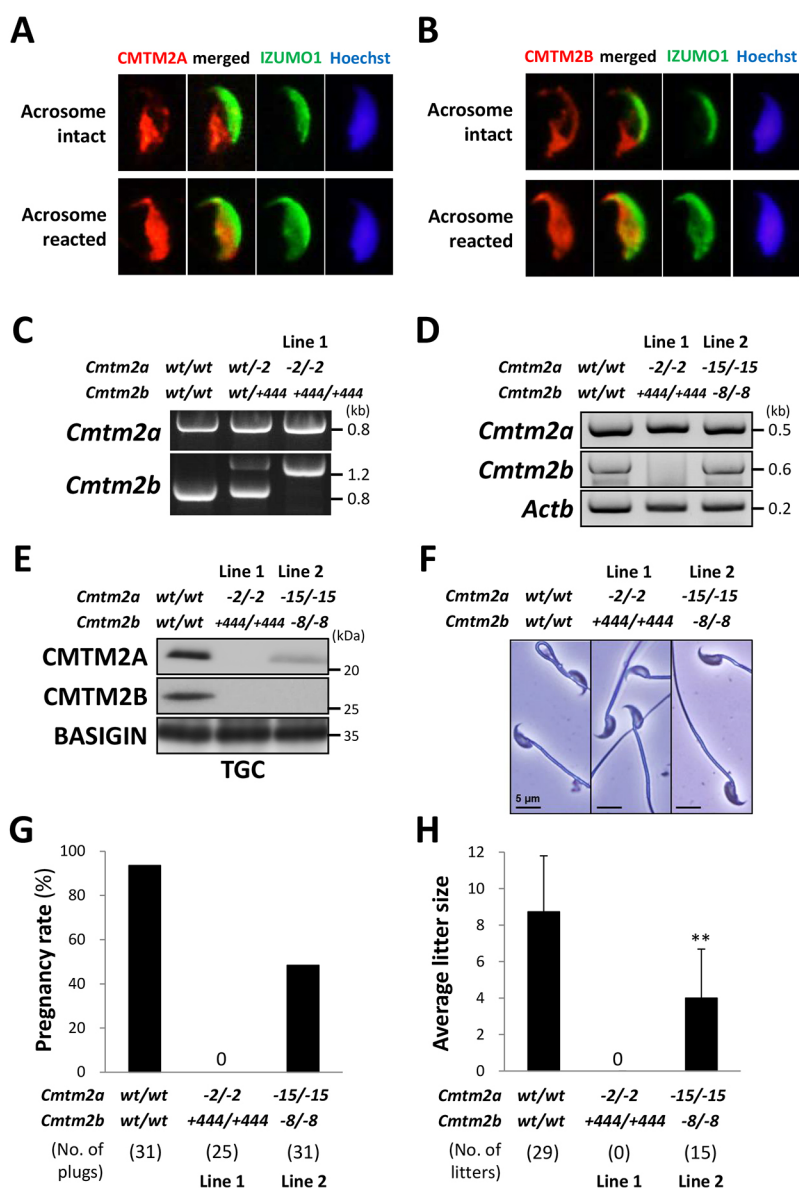 A
CMTM2A merged IZUMO1 Hoechst
Acrosome
intact
Acrosome
reacted
B
CMTM2B merged IZUMO1 Hoechst
Acrosome
intact
Acrosome
reacted
C
Line 1
Cmtm2a wt/wt wt/-2 -2/-2
Cmtm2b wt/wt wt/+444 +444/+444
(kb)
Cmtm2a 0.8
Cmtm2b 1.2
0.8
D
Line 1 Line 2
Cmtm2a wt/wt -2/-2 -15/-15
Cmtm2b wt/wt +444/+444 -8/-8
(kb)
Cmtm2a 0.5
Cmtm2b 0.6
Actb 0.2
E
Line 1 Line 2
Cmtm2a wt/wt -2/-2 -15/-15
Cmtm2b wt/wt +444/+444 -8/-8
(kDa)
CMTM2A 20
CMTM2B 25
BASIGIN 35
TGC
F
Line 1 Line 2
Cmtm2a wt/wt -2/-2 -15/-15
Cmtm2b wt/wt +444/+444 -8/-8
5 µm
G
Pregnancy rate (%)
100
80
60
40
20
0
0
Cmtm2a wt/wt -2/-2 -15/-15
Cmtm2b wt/wt +444/+444 -8/-8
(No. of
plugs) (31) (25) (31)
Line 1 Line 2
H
Average litter size
12
10
8
6
4
2
0
0
**
Cmtm2a wt/wt -2/-2 -15/-15
Cmtm2b wt/wt +444/+444 -8/-8
(No. of
litters) (29) (0) (15)
Line 1 Line 2